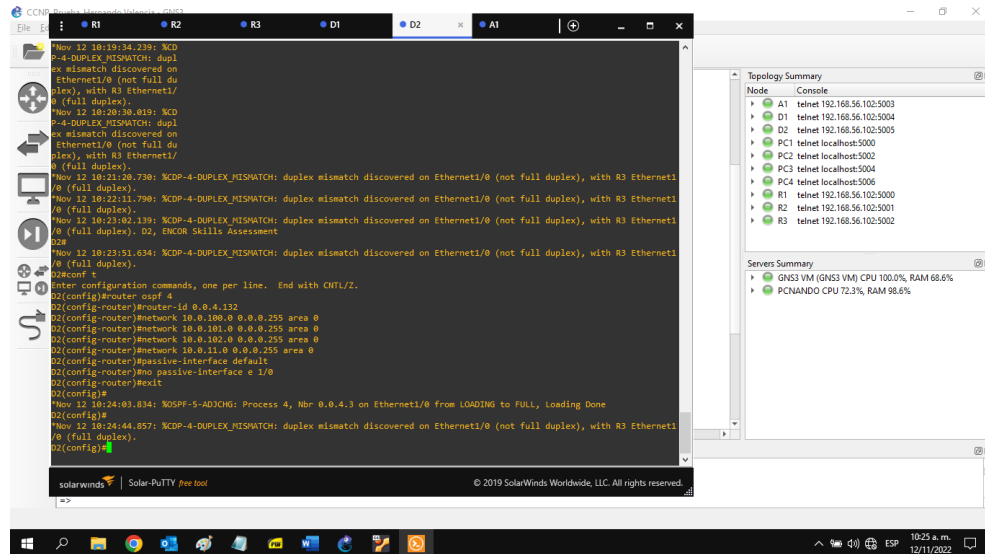 CCNP Prueba Hernando Valencia - GNS3
File Ed
R1 R2 R3 D1 D2 × A1
*Nov 12 10:19:34.239: %CD
P-4-DUPLEX_MISMATCH: dupl
ex mismatch discovered on
 Ethernet1/0 (not full du
plex), with R3 Ethernet1/
0 (full duplex).
*Nov 12 10:20:30.019: %CD
P-4-DUPLEX_MISMATCH: dupl
ex mismatch discovered on
 Ethernet1/0 (not full du
plex), with R3 Ethernet1/
0 (full duplex).
*Nov 12 10:21:20.730: %CDP-4-DUPLEX_MISMATCH: duplex mismatch discovered on Ethernet1/0 (not full duplex), with R3 Ethernet1
/0 (full duplex).
*Nov 12 10:22:11.790: %CDP-4-DUPLEX_MISMATCH: duplex mismatch discovered on Ethernet1/0 (not full duplex), with R3 Ethernet1
/0 (full duplex).
*Nov 12 10:23:02.139: %CDP-4-DUPLEX_MISMATCH: duplex mismatch discovered on Ethernet1/0 (not full duplex), with R3 Ethernet1
/0 (full duplex). D2, ENCOR Skills Assessment
D2#
*Nov 12 10:23:51.634: %CDP-4-DUPLEX_MISMATCH: duplex mismatch discovered on Ethernet1/0 (not full duplex), with R3 Ethernet1
/0 (full duplex).
D2#conf t
Enter configuration commands, one per line.  End with CNTL/Z.
D2(config)#router ospf 4
D2(config-router)#router-id 0.0.4.132
D2(config-router)#network 10.0.100.0 0.0.0.255 area 0
D2(config-router)#network 10.0.101.0 0.0.0.255 area 0
D2(config-router)#network 10.0.102.0 0.0.0.255 area 0
D2(config-router)#network 10.0.11.0 0.0.0.255 area 0
D2(config-router)#passive-interface default
D2(config-router)#no passive-interface e 1/0
D2(config-router)#exit
D2(config)#
*Nov 12 10:24:03.834: %OSPF-5-ADJCHG: Process 4, Nbr 0.0.4.3 on Ethernet1/0 from LOADING to FULL, Loading Done
D2(config)#
*Nov 12 10:24:44.857: %CDP-4-DUPLEX_MISMATCH: duplex mismatch discovered on Ethernet1/0 (not full duplex), with R3 Ethernet1
/0 (full duplex).
D2(config)#
solarwinds Solar-PuTTY free tool © 2019 SolarWinds Worldwide, LLC. All rights reserved.
=>
Topology Summary
Node Console
A1 telnet 192.168.56.102:5003
D1 telnet 192.168.56.102:5004
D2 telnet 192.168.56.102:5005
PC1 telnet localhost:5000
PC2 telnet localhost:5002
PC3 telnet localhost:5004
PC4 telnet localhost:5006
R1 telnet 192.168.56.102:5000
R2 telnet 192.168.56.102:5001
R3 telnet 192.168.56.102:5002
Servers Summary
GNS3 VM (GNS3 VM) CPU 100.0%, RAM 68.6%
PCNANDO CPU 72.3%, RAM 98.6%
ESP
10:25 a. m.
12/11/2022